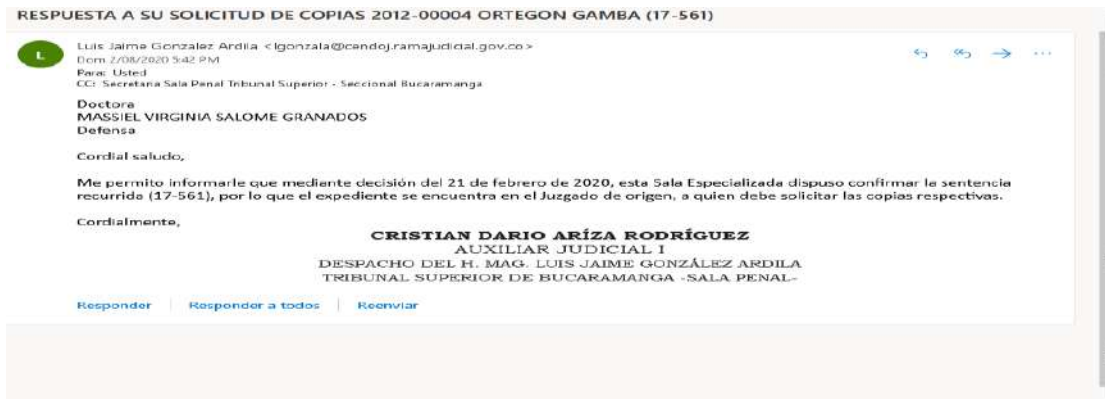 RESPUESTA A SU SOLICITUD DE COPIAS 2012-00004 ORTEGON GAMBA (17-561)
L
Luis Jaime Gonzalez Ardila <lgonzala@cendoj.ramajudicial.gov.co>
Dom 2/08/2020 5:42 PM
Para: Usted
CC: Secretaria Sala Penal Tribunal Superior - Seccional Bucaramanga
Doctora
MASSIEL VIRGINIA SALOME GRANADOS
Defensa
Cordial saludo,
Me permito informarle que mediante decisión del 21 de febrero de 2020, esta Sala Especializada dispuso confirmar la sentencia
recurrida (17-561), por lo que el expediente se encuentra en el Juzgado de origen, a quien debe solicitar las copias respectivas.
Cordialmente,
CRISTIAN DARIO ARÍZA RODRÍGUEZ
AUXILIAR JUDICIAL I
DESPACHO DEL H. MAG. LUIS JAIME GONZÁLEZ ARDILA
TRIBUNAL SUPERIOR DE BUCARAMANGA -SALA PENAL-
Responder | Responder a todos | Reenviar